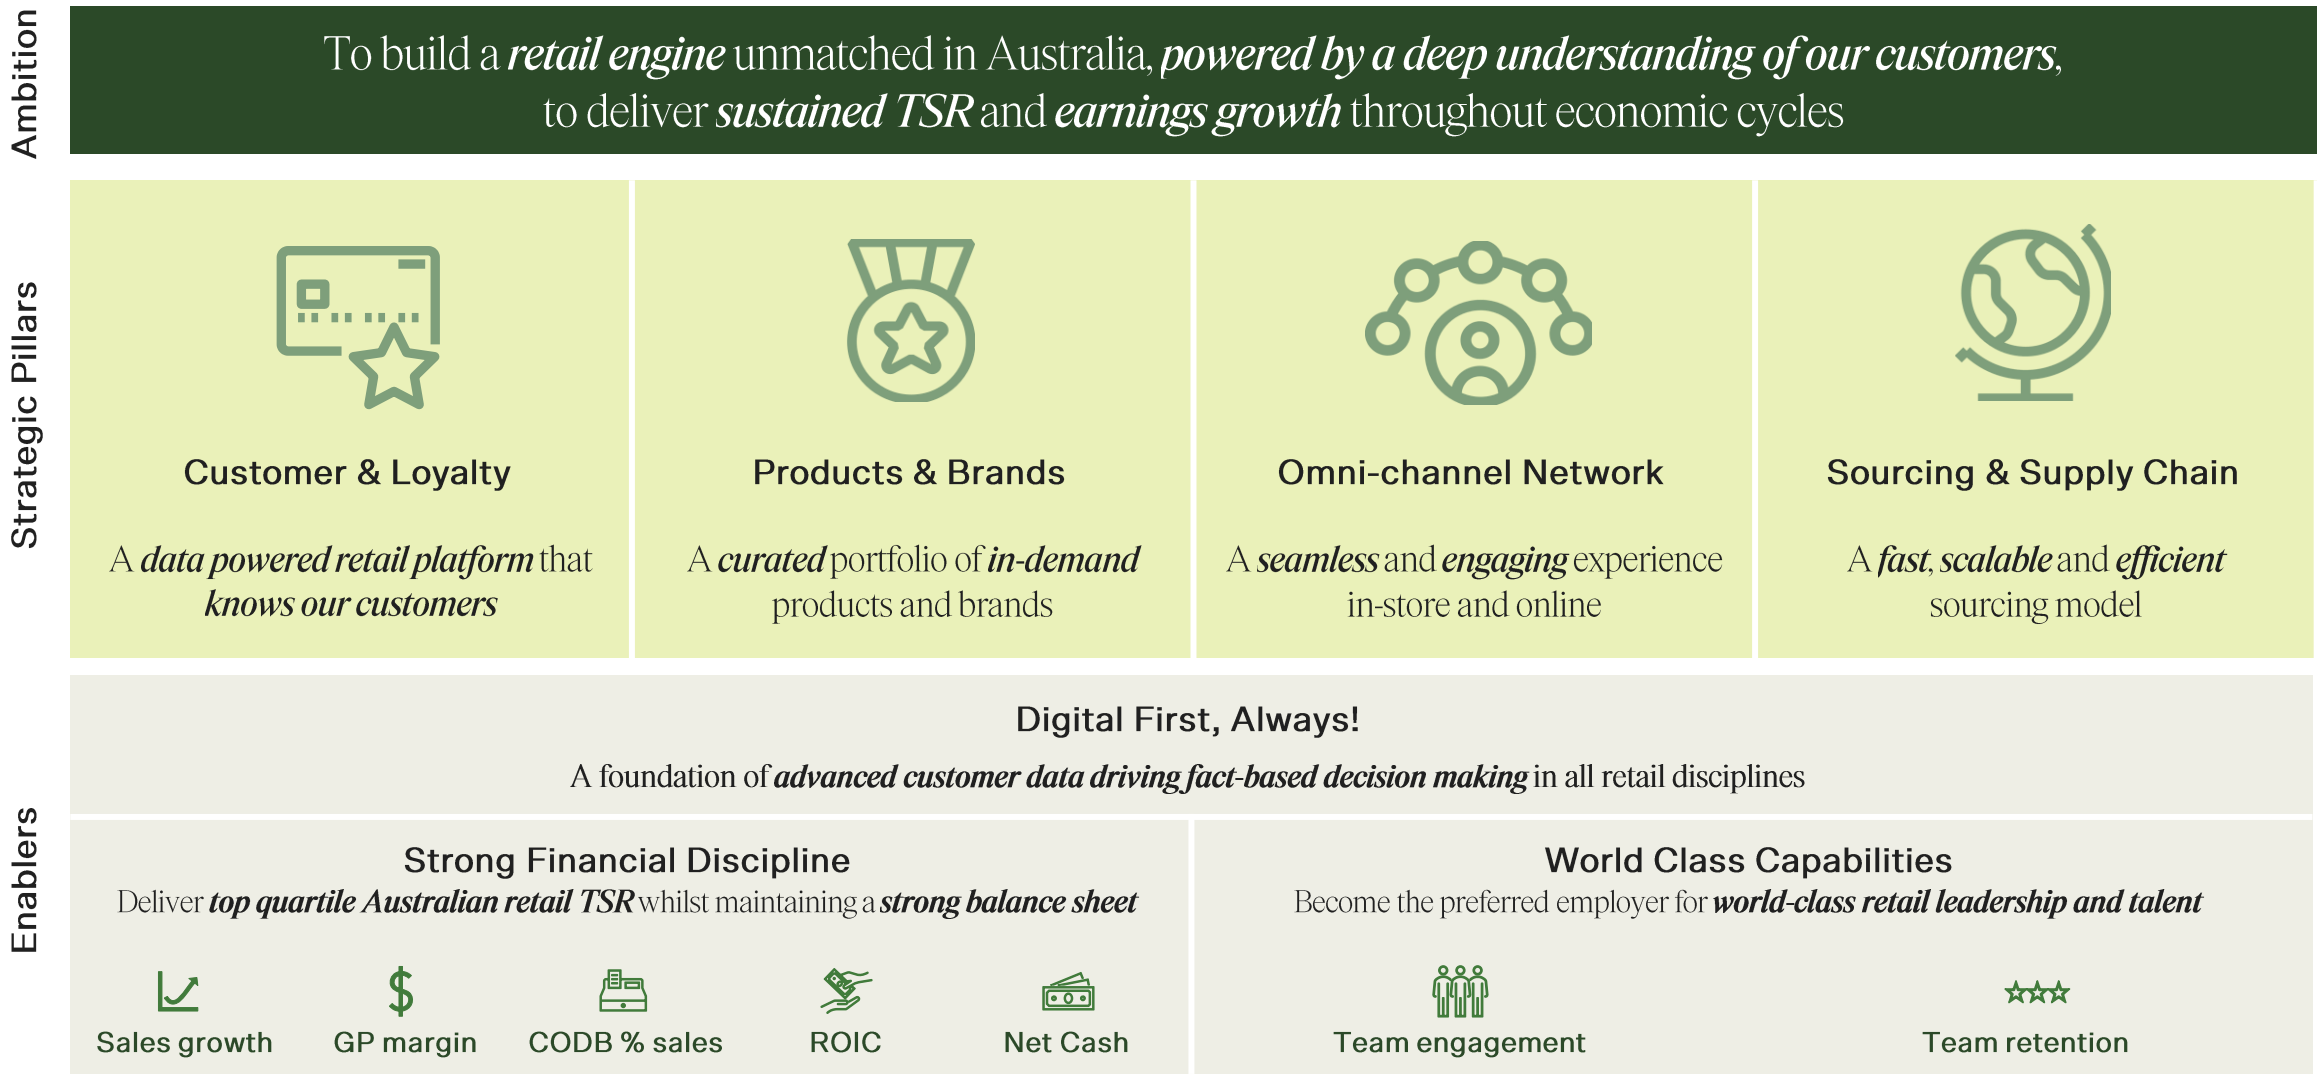 Ambition
To build a retail engine unmatched in Australia, powered by a deep understanding of our customers,
to deliver sustained TSR and earnings growth throughout economic cycles
Strategic Pillars
Customer & Loyalty
A data powered retail platform that
knows our customers
Products & Brands
A curated portfolio of in-demand
products and brands
Omni-channel Network
A seamless and engaging experience
in-store and online
Sourcing & Supply Chain
A fast, scalable and efficient
sourcing model
Enablers
Digital First, Always!
A foundation of advanced customer data driving fact-based decision making in all retail disciplines
Strong Financial Discipline
Deliver top quartile Australian retail TSR whilst maintaining a strong balance sheet
Sales growth
GP margin
CODB % sales
ROIC
Net Cash
World Class Capabilities
Become the preferred employer for world-class retail leadership and talent
Team engagement
Team retention